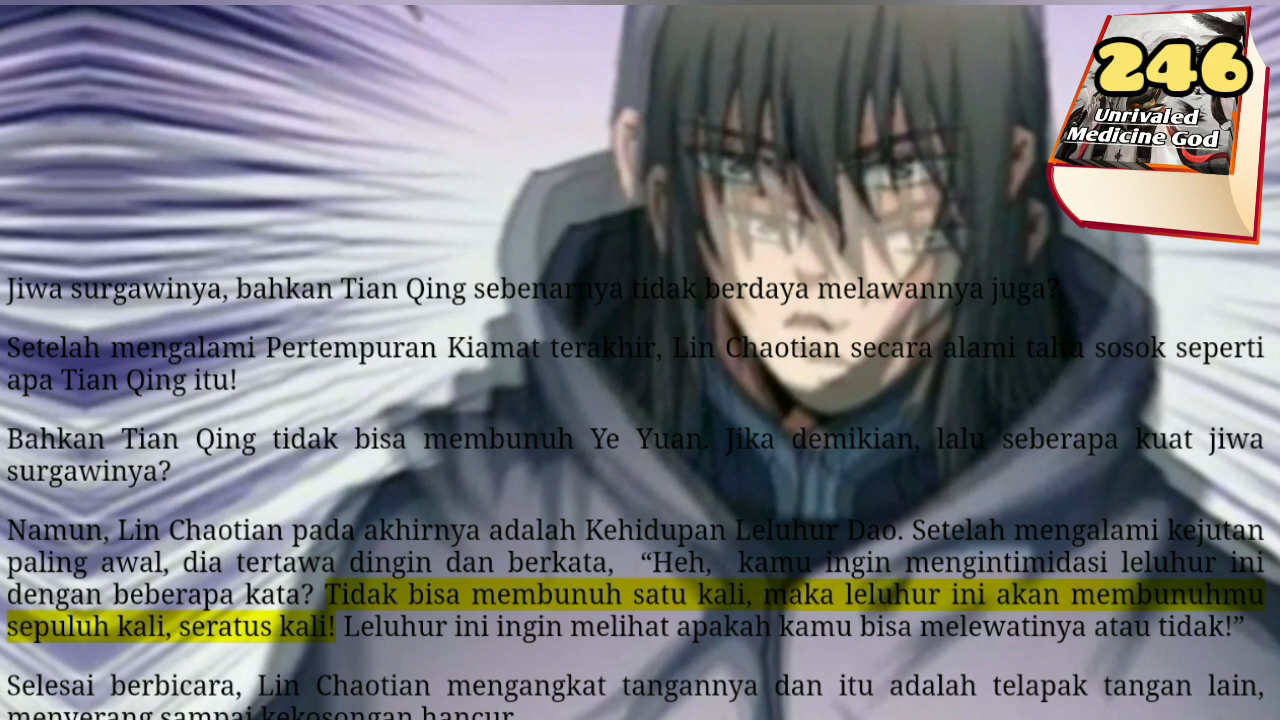 246
Unrivaled
Medicine God
Jiwa surgawinya, bahkan Tian Qing sebenarnya tidak berdaya melawannya juga?
Setelah mengalami Pertempuran Kiamat terakhir, Lin Chaotian secara alami tahu sosok seperti
apa Tian Qing itu!
Bahkan Tian Qing tidak bisa membunuh Ye Yuan. Jika demikian, lalu seberapa kuat jiwa
surgawinya?
Namun, Lin Chaotian pada akhirnya adalah Kehidupan Leluhur Dao. Setelah mengalami kejutan
paling awal, dia tertawa dingin dan berkata, “Heh, kamu ingin mengintimidasi leluhur ini
dengan beberapa kata? Tidak bisa membunuh satu kali, maka leluhur ini akan membunuhmu
sepuluh kali, seratus kali! Leluhur ini ingin melihat apakah kamu bisa melewatinya atau tidak!”
Selesai berbicara, Lin Chaotian mengangkat tangannya dan itu adalah telapak tangan lain,
menyerang sampai kekosongan hancur.